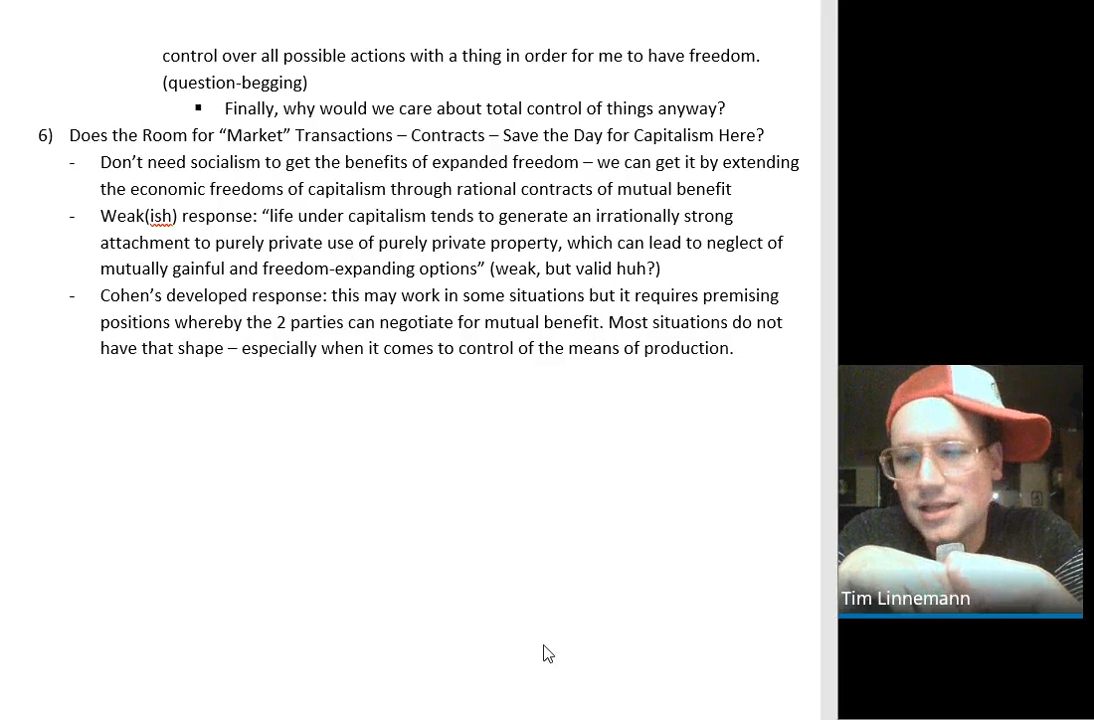 control over all possible actions with a thing in order for me to have freedom.
(question-begging)
▪ Finally, why would we care about total control of things anyway?
6) Does the Room for “Market” Transactions – Contracts – Save the Day for Capitalism Here?
- Don’t need socialism to get the benefits of expanded freedom – we can get it by extending
the economic freedoms of capitalism through rational contracts of mutual benefit
- Weak(ish) response: “life under capitalism tends to generate an irrationally strong
attachment to purely private use of purely private property, which can lead to neglect of
mutually gainful and freedom-expanding options” (weak, but valid huh?)
- Cohen’s developed response: this may work in some situations but it requires premising
positions whereby the 2 parties can negotiate for mutual benefit. Most situations do not
have that shape – especially when it comes to control of the means of production.
Tim Linnemann